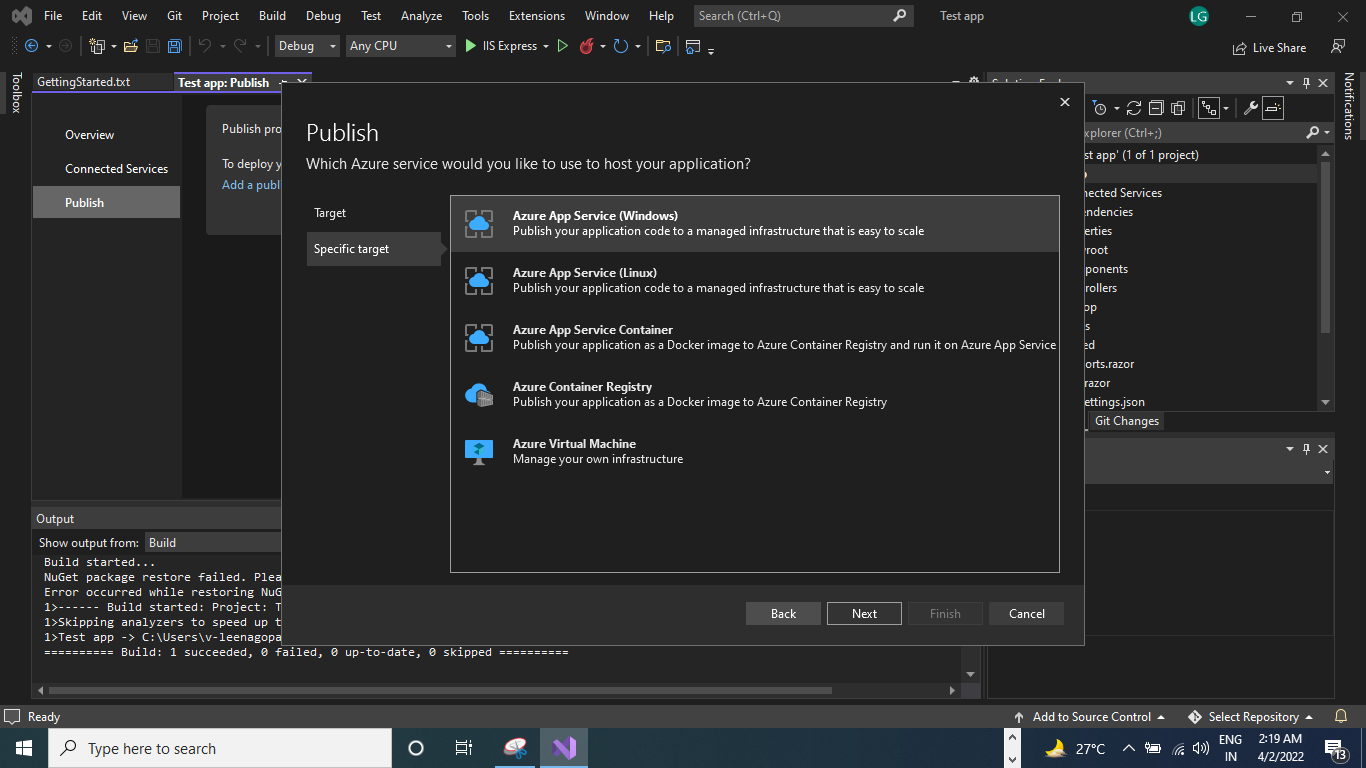 File Edit View Git Project Build Debug Test Analyze Tools Extensions Window Help Search (Ctrl+Q) Test app LG
Debug Any CPU IIS Express Live Share
Toolbox
GettingStarted.txt Test app: Publish
Notifications
Overview
Connected Services
Publish
Publish pro
To deploy y
Add a publ
Publish
Which Azure service would you like to use to host your application?
Target
Specific target
Azure App Service (Windows)
Publish your application code to a managed infrastructure that is easy to scale
Azure App Service (Linux)
Publish your application code to a managed infrastructure that is easy to scale
Azure App Service Container
Publish your application as a Docker image to Azure Container Registry and run it on Azure App Service
Azure Container Registry
Publish your application as a Docker image to Azure Container Registry
Azure Virtual Machine
Manage your own infrastructure
Back Next Finish Cancel
xplorer (Ctrl+;)
st app' (1 of 1 project)
nected Services
endencies
erties
root
ponents
rollers
op
s
ed
orts.razor
razor
ettings.json
Git Changes
Output
Show output from: Build
Build started...
NuGet package restore failed. Plea
Error occurred while restoring NuG
1>------ Build started: Project: T
1>Skipping analyzers to speed up t
1>Test app -> C:\Users\v-leenagopa
========== Build: 1 succeeded, 0 failed, 0 up-to-date, 0 skipped ==========
Ready Add to Source Control Select Repository
Type here to search 27°C ENG IN 2:19 AM 4/2/2022 13